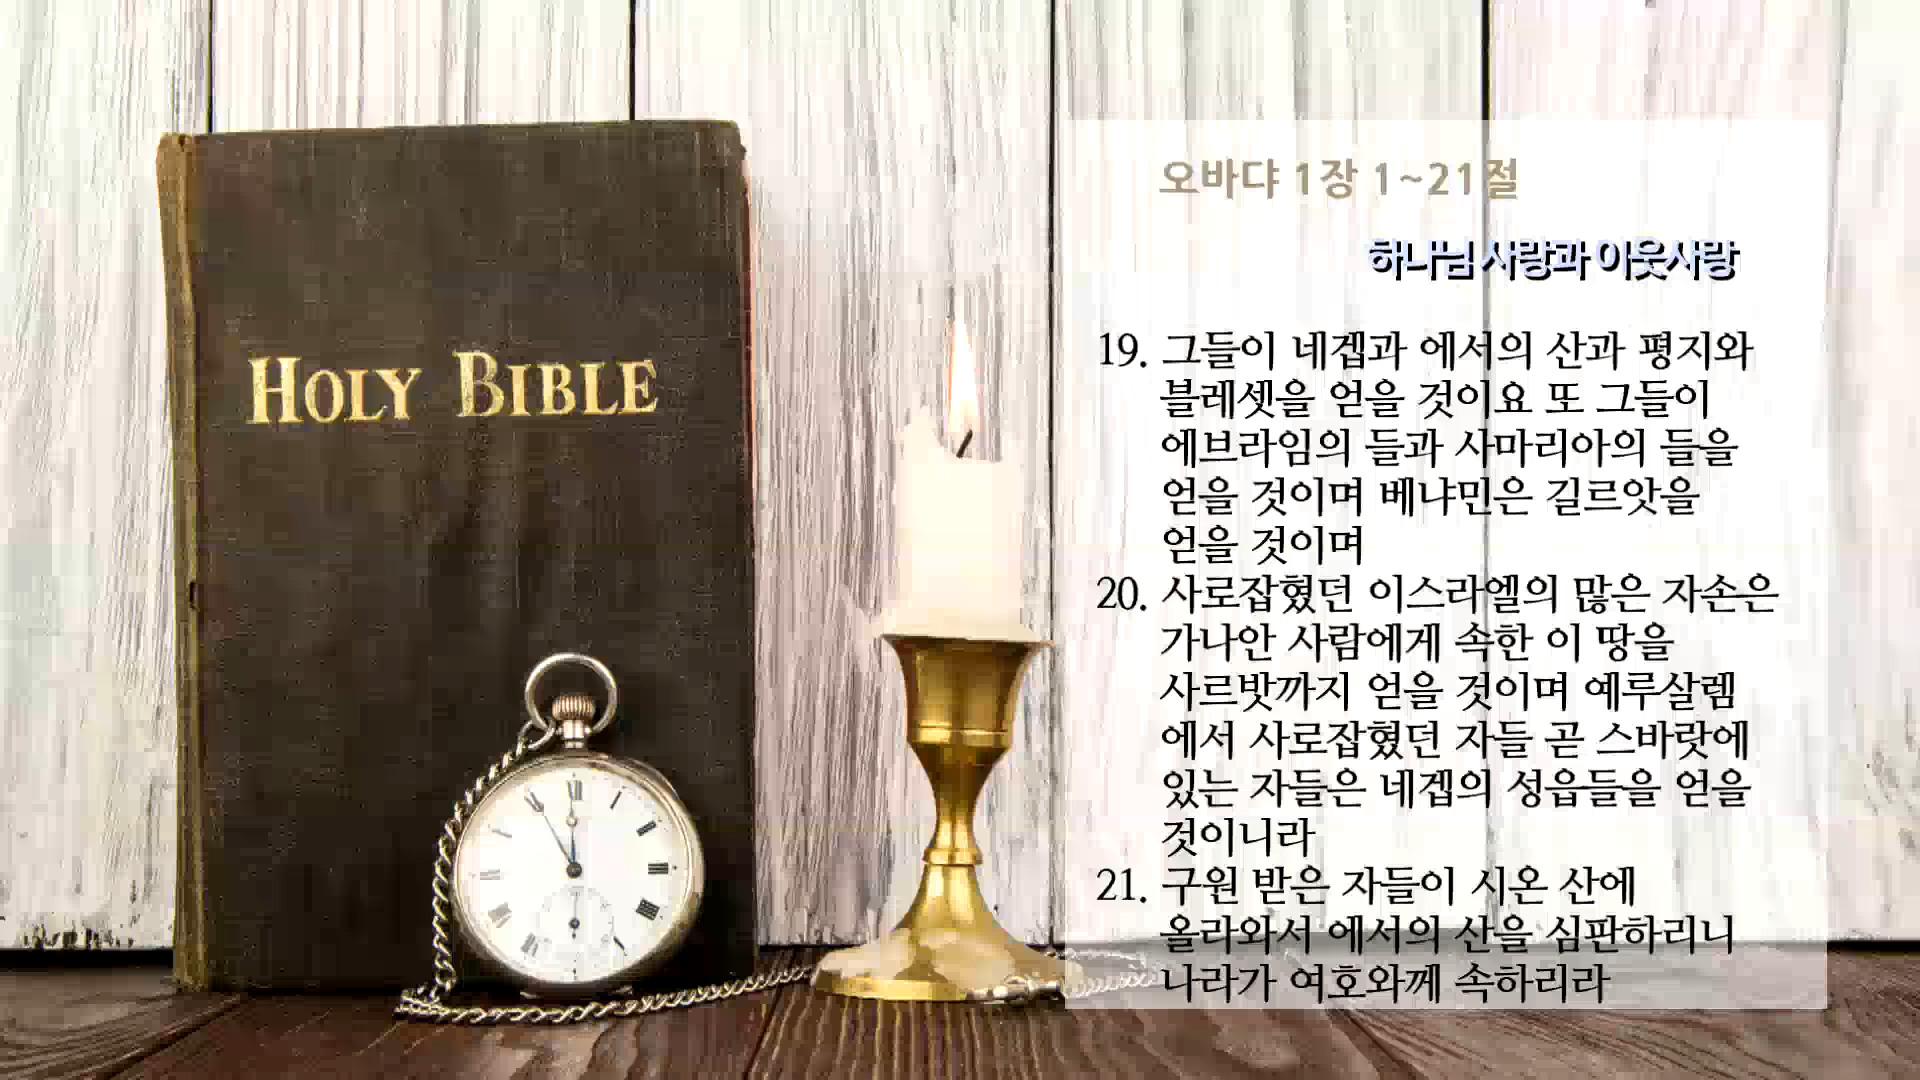 HOLY BIBLE
오바댜 1장 1~21절
하나님 사랑과 이웃사랑
19. 그들이 네겝과 에서의 산과 평지와
블레셋을 얻을 것이요 또 그들이
에브라임의 들과 사마리아의 들을
얻을 것이며 베냐민은 길르앗을
얻을 것이며
20. 사로잡혔던 이스라엘의 많은 자손은
가나안 사람에게 속한 이 땅을
사르밧까지 얻을 것이며 예루살렘
에서 사로잡혔던 자들 곧 스바랏에
있는 자들은 네겝의 성읍들을 얻을
것이니라
21. 구원 받은 자들이 시온 산에
올라와서 에서의 산을 심판하리니
나라가 여호와께 속하리라